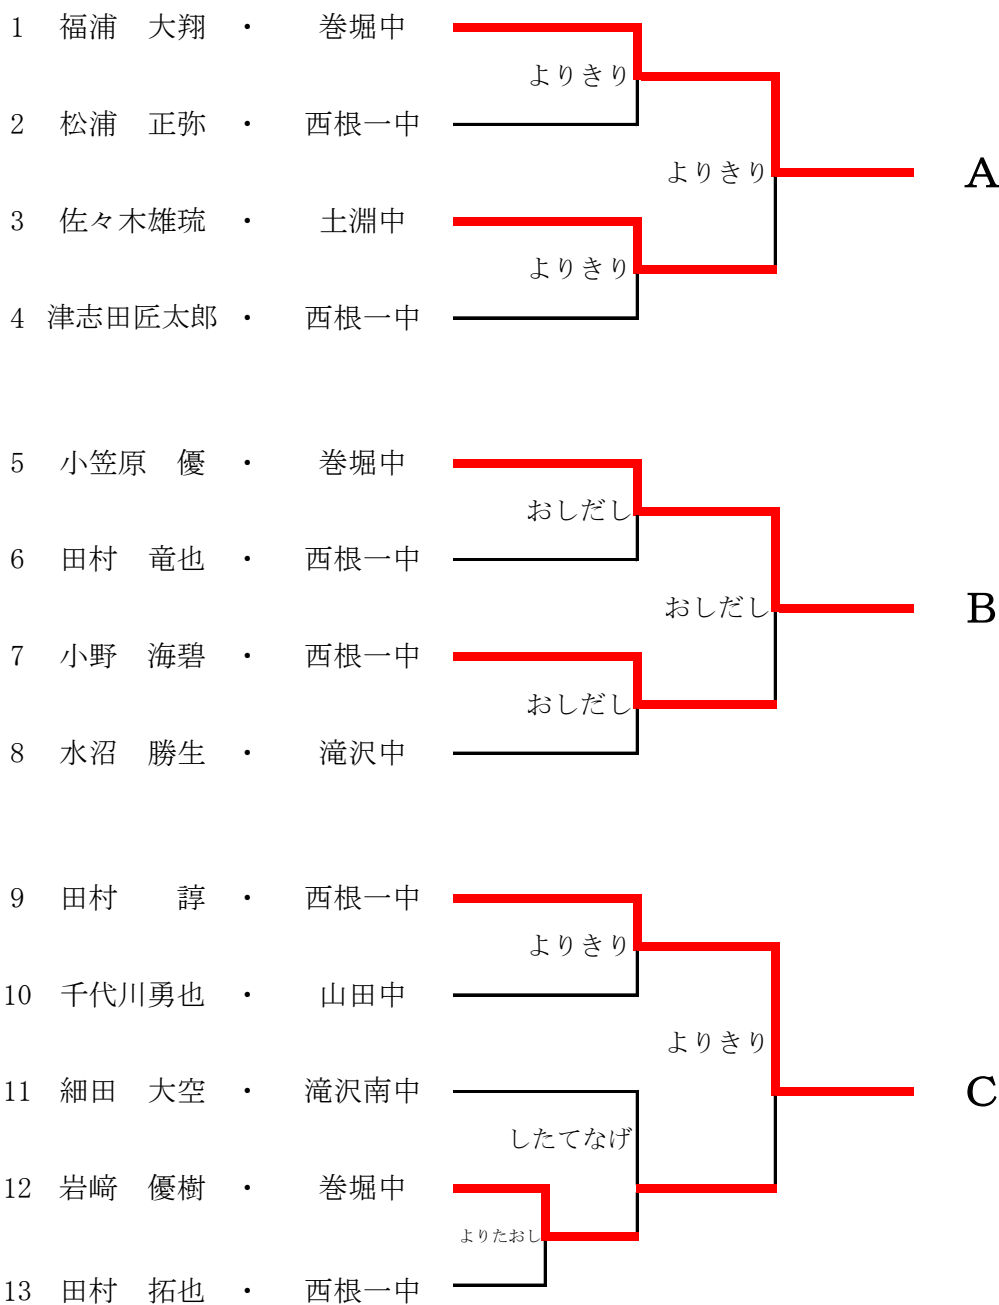 1 福浦　大翔 ・ 巻堀中
よりきり
2 松浦　正弥 ・ 西根一中
よりきり A
3 佐々木雄琉 ・ 土淵中
よりきり
4 津志田匠太郎 ・ 西根一中
5 小笠原　優 ・ 巻堀中
おしだし
6 田村　竜也 ・ 西根一中
おしだし B
7 小野　海碧 ・ 西根一中
おしだし
8 水沼　勝生 ・ 滝沢中
9 田村　　諄 ・ 西根一中
よりきり
10 千代川勇也 ・ 山田中
よりきり
11 細田　大空 ・ 滝沢南中 C
したてなげ
12 岩﨑　優樹 ・ 巻堀中
よりたおし
13 田村　拓也 ・ 西根一中